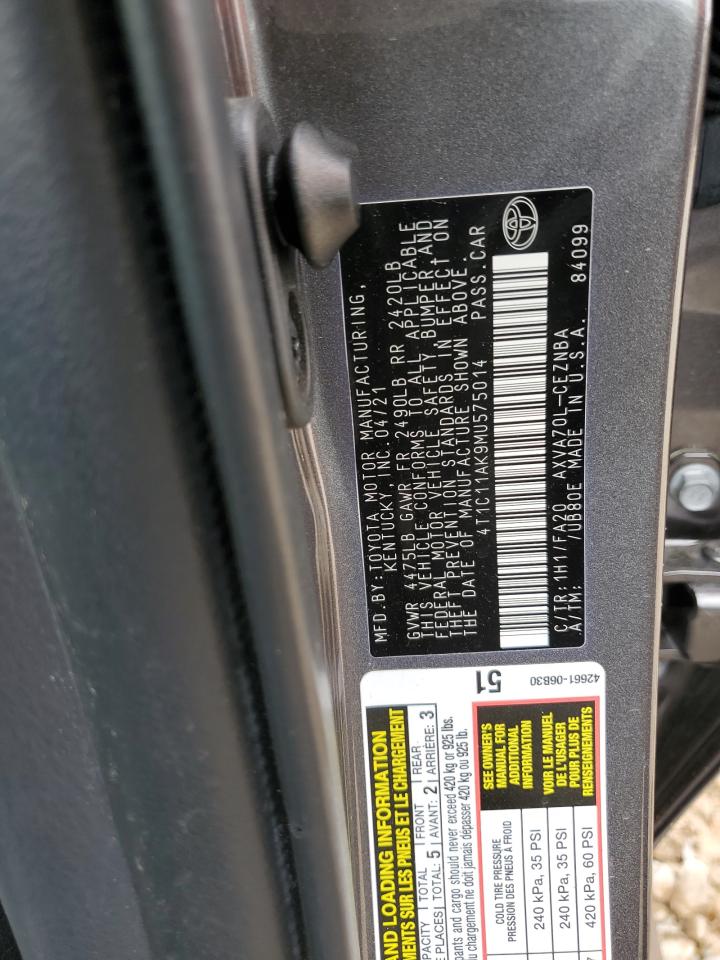 MFD.BY:TOYOTA MOTOR MANUFACTURING,
KENTUCKY, INC. 04/21
GVWR 4475LB GAWR FR 2490LB RR 2420LB
THIS VEHICLE CONFORMS TO ALL APPLICABLE
FEDERAL MOTOR VEHICLE SAFETY, BUMPER AND
THEFT PREVENTION STANDARDS IN EFFECT ON
THE DATE OF MANUFACTURE SHOWN ABOVE.
4T1C11AK9MU575014 PASS.CAR
C/TR:1H1/FA20 AXVA70L-CEZNBA
A/TM: /UB80E MADE IN U.S.A. 84099
AND LOADING INFORMATION
SUR LES PNEUS ET LE CHARGEMENT
TOTAL FRONT REAR
PLACES TOTAL: 5 AVANT: 2 ARRIÈRE: 3
and cargo should never exceed 420 kg or 925 lbs.
chargement ne doit jamais dépasser 420 kg ou 925 lb.
COLD TIRE PRESSURE
PRESSION DES PNEUS À FROID
240 kPa, 35 PSI
240 kPa, 35 PSI
420 kPa, 60 PSI
SEE OWNER'S
MANUAL FOR
ADDITIONAL
INFORMATION
VOIR LE MANUEL
DE L'USAGER
POUR PLUS DE
RENSEIGNEMENTS
51
42661-06B30